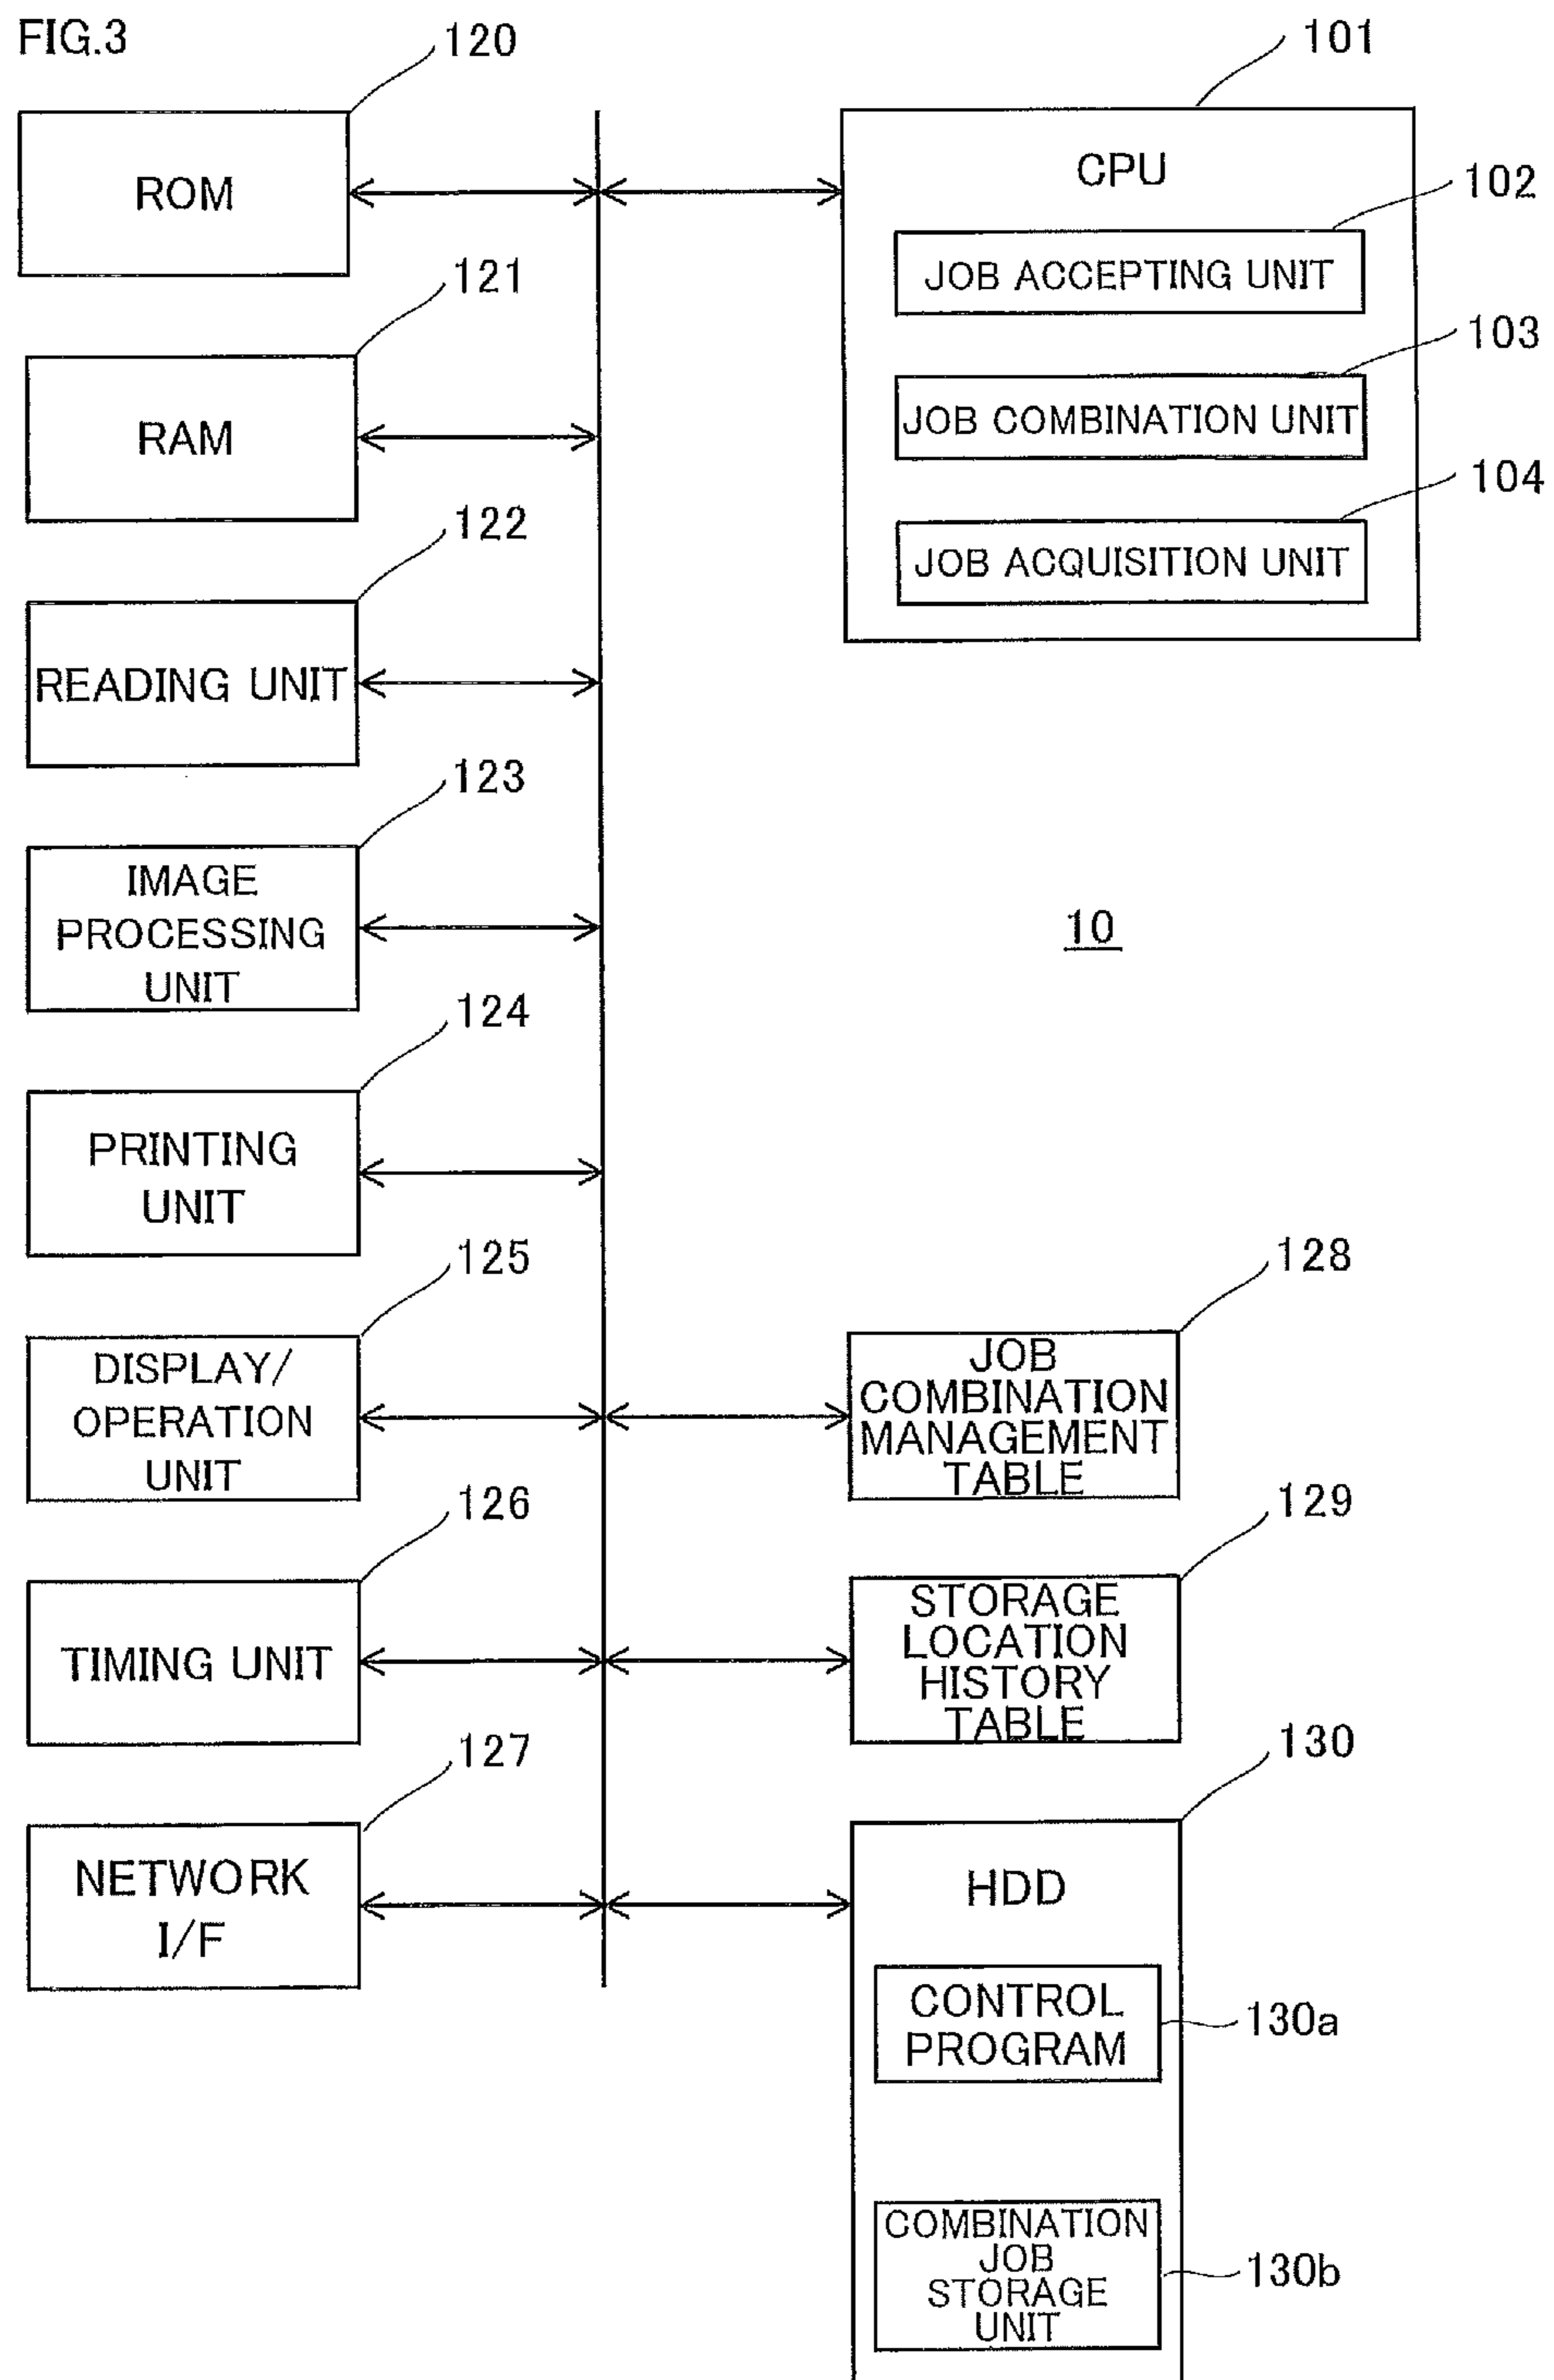 FIG.3
120
ROM
101
CPU
102
JOB ACCEPTING UNIT
103
JOB COMBINATION UNIT
104
JOB ACQUISITION UNIT
121
RAM
122
READING UNIT
123
IMAGE
PROCESSING
UNIT
10
124
PRINTING
UNIT
125
DISPLAY/
OPERATION
UNIT
128
JOB
COMBINATION
MANAGEMENT
TABLE
126
TIMING UNIT
129
STORAGE
LOCATION
HISTORY
TABLE
127
NETWORK
I/F
130
HDD
CONTROL
PROGRAM
130a
COMBINATION
JOB
STORAGE
UNIT
130b